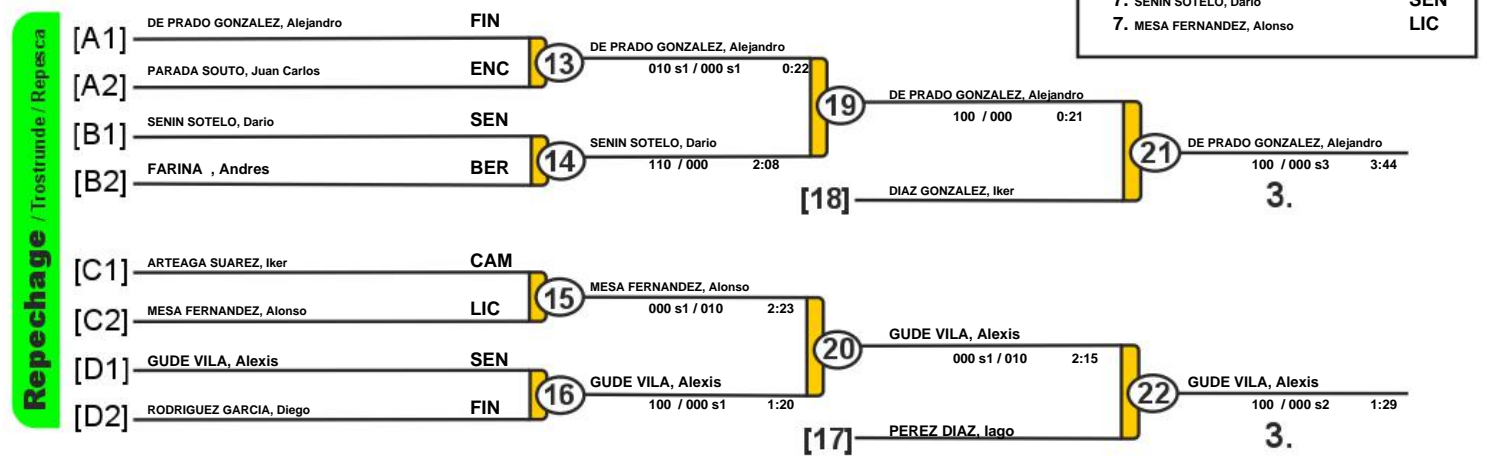 7. SENIN SOTELO, Dario SEN
7. MESA FERNANDEZ, Alonso LIC
Repechage / Trostrunde / Repesca
[A1] DE PRADO GONZALEZ, Alejandro FIN
[A2] PARADA SOUTO, Juan Carlos ENC
13
DE PRADO GONZALEZ, Alejandro
010 s1 / 000 s1 0:22
[B1] SENIN SOTELO, Dario SEN
[B2] FARINA , Andres BER
14
SENIN SOTELO, Dario
110 / 000 2:08
19
DE PRADO GONZALEZ, Alejandro
100 / 000 0:21
[18] DIAZ GONZALEZ, Iker
21
DE PRADO GONZALEZ, Alejandro
100 / 000 s3 3:44
3.
[C1] ARTEAGA SUAREZ, Iker CAM
[C2] MESA FERNANDEZ, Alonso LIC
15
MESA FERNANDEZ, Alonso
000 s1 / 010 2:23
[D1] GUDE VILA, Alexis SEN
[D2] RODRIGUEZ GARCIA, Diego FIN
16
GUDE VILA, Alexis
100 / 000 s1 1:20
20
GUDE VILA, Alexis
000 s1 / 010 2:15
[17] PEREZ DIAZ, Iago
22
GUDE VILA, Alexis
100 / 000 s2 1:29
3.